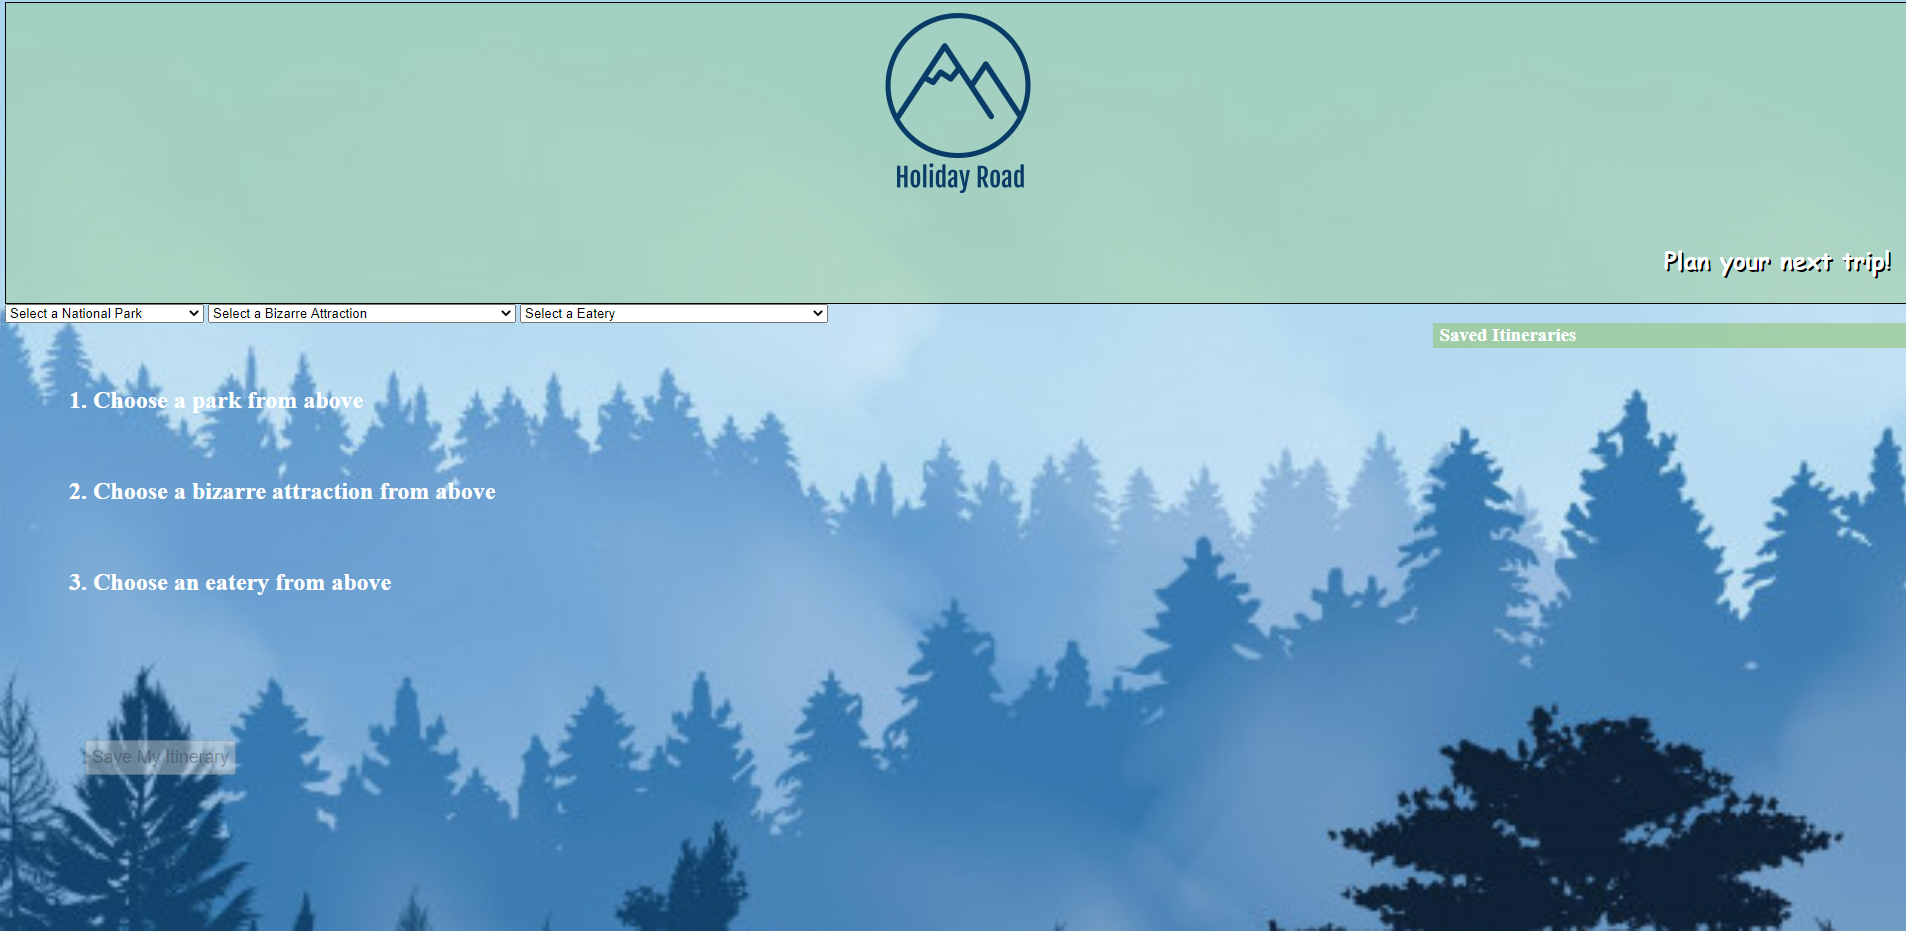 Holiday Road
Plan your next trip!
Select a National Park Select a Bizarre Attraction Select a Eatery
Saved Itineraries
1. Choose a park from above
2. Choose a bizarre attraction from above
3. Choose an eatery from above
Save My Itinerary